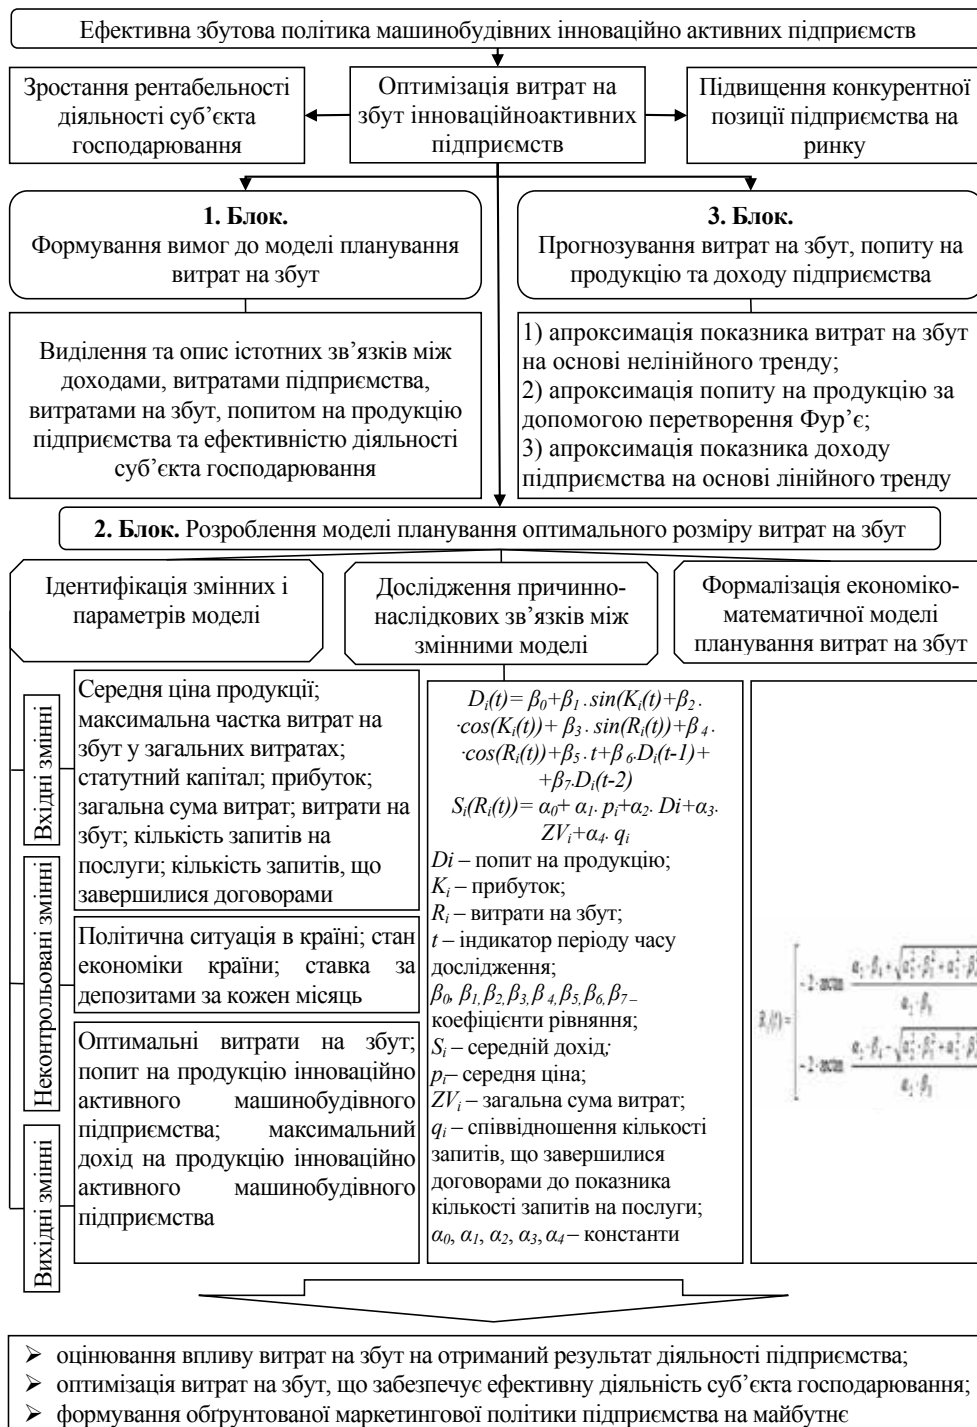 Ефективна збутова політика машинобудівних інноваційно активних підприємств
Зростання рентабельності
діяльності суб’єкта
господарювання
Оптимізація витрат на
збут інноваційноактивних
підприємств
Підвищення конкурентної
позиції підприємства на
ринку
1. Блок.
Формування вимог до моделі планування
витрат на збут
3. Блок.
Прогнозування витрат на збут, попиту на
продукцію та доходу підприємства
Виділення та опис істотних зв’язків між
доходами, витратами підприємства,
витратами на збут, попитом на продукцію
підприємства та ефективністю діяльності
суб’єкта господарювання
1) апроксимація показника витрат на збут
на основі нелінійного тренду;
2) апроксимація попиту на продукцію за
допомогою перетворення Фур’є;
3) апроксимація показника доходу
підприємства на основі лінійного тренду
2. Блок. Розроблення моделі планування оптимального розміру витрат на збут
Ідентифікація змінних і
параметрів моделі
Дослідження причинно-
наслідкових зв’язків між
змінними моделі
Формалізація економіко-
математичної моделі
планування витрат на збут
Вхідні змінні
Середня ціна продукції;
максимальна частка витрат на
збут у загальних витратах;
статутний капітал; прибуток;
загальна сума витрат; витрати на
збут; кількість запитів на
послуги; кількість запитів, що
завершилися договорами
Неконтрольовані змінні
Політична ситуація в країні; стан
економіки країни; ставка за
депозитами за кожен місяць
Вихідні змінні
Оптимальні витрати на збут;
попит на продукцію інноваційно
активного машинобудівного
підприємства; максимальний
дохід на продукцію інноваційно
активного машинобудівного
підприємства
Di(t)= β0+β1·sin(Ki(t)+β2·
·cos(Ki(t))+ β3· sin(Ri(t))+β4·
·cos(Ri(t))+β5· t+β6·Di(t-1)+
+β7·Di(t-2)
Si(Ri(t))= α0+ α1· pi+α2· Di+α3·
ZVi+α4· qi
Di – попит на продукцію;
Ki – прибуток;
Ri – витрати на збут;
t – індикатор періоду часу
дослідження;
β0, β1,β2,β3,β4,β5,β6,β7 –
коефіцієнти рівняння;
Si – середній дохід;
pi– середня ціна;
ZVi – загальна сума витрат;
qi – співвідношення кількості
запитів, що завершилися
договорами до показника
кількості запитів на послуги;
α0, α1, α2, α3, α4 – константи
➢ оцінювання впливу витрат на збут на отриманий результат діяльності підприємства;
➢ оптимізація витрат на збут, що забезпечує ефективну діяльність суб’єкта господарювання;
➢ формування обґрунтованої маркетингової політики підприємства на майбутнє